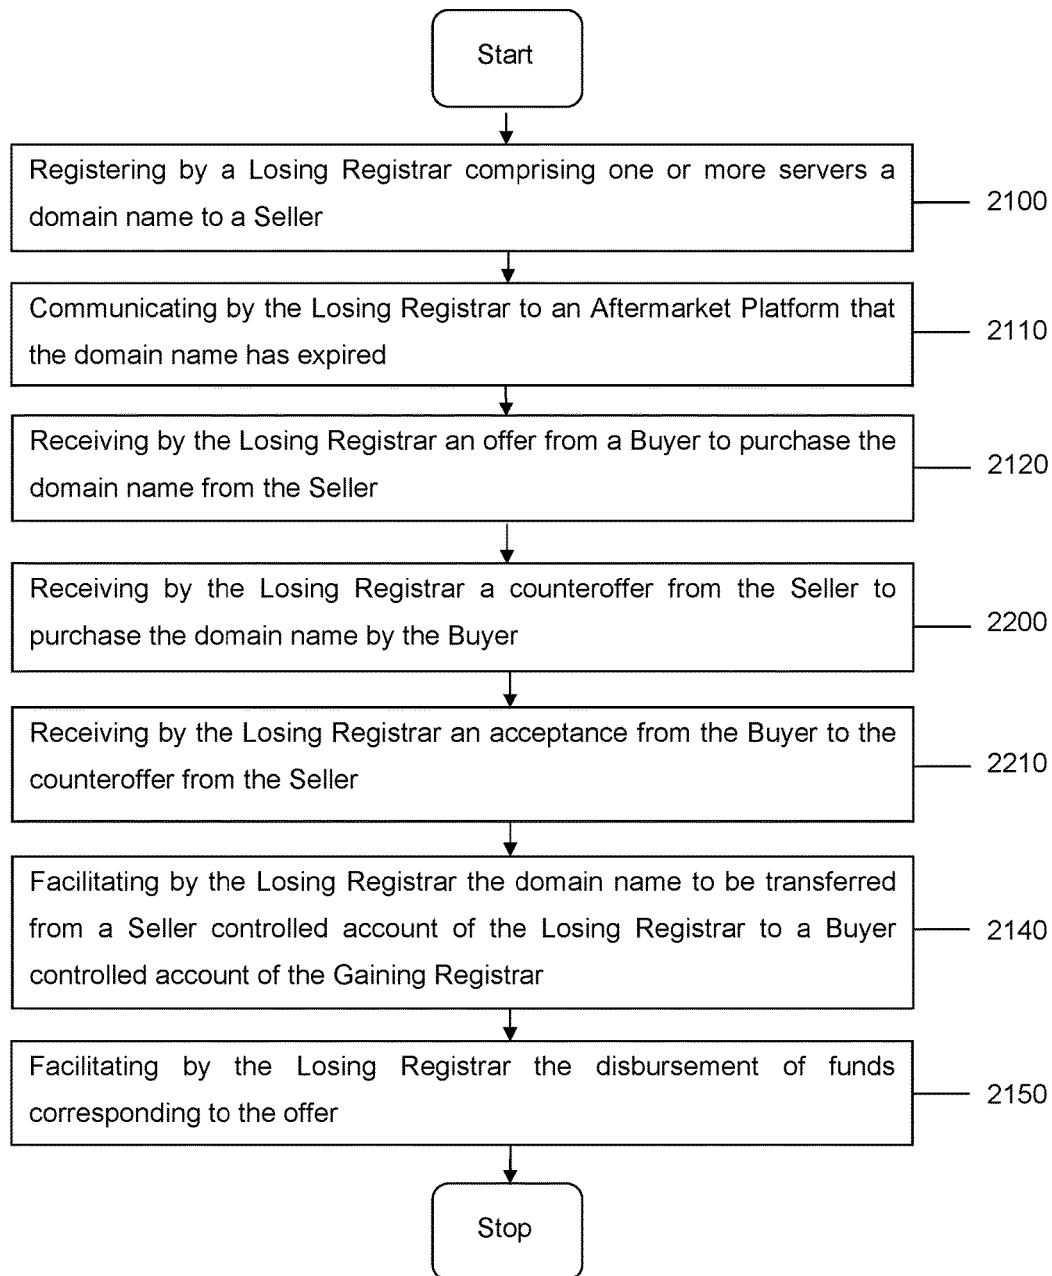 Start
Registering by a Losing Registrar comprising one or more servers a
domain name to a Seller
2100
Communicating by the Losing Registrar to an Aftermarket Platform that
the domain name has expired
2110
Receiving by the Losing Registrar an offer from a Buyer to purchase the
domain name from the Seller
2120
Receiving by the Losing Registrar a counteroffer from the Seller to
purchase the domain name by the Buyer
2200
Receiving by the Losing Registrar an acceptance from the Buyer to the
counteroffer from the Seller
2210
Facilitating by the Losing Registrar the domain name to be transferred
from a Seller controlled account of the Losing Registrar to a Buyer
controlled account of the Gaining Registrar
2140
Facilitating by the Losing Registrar the disbursement of funds
corresponding to the offer
2150
Stop